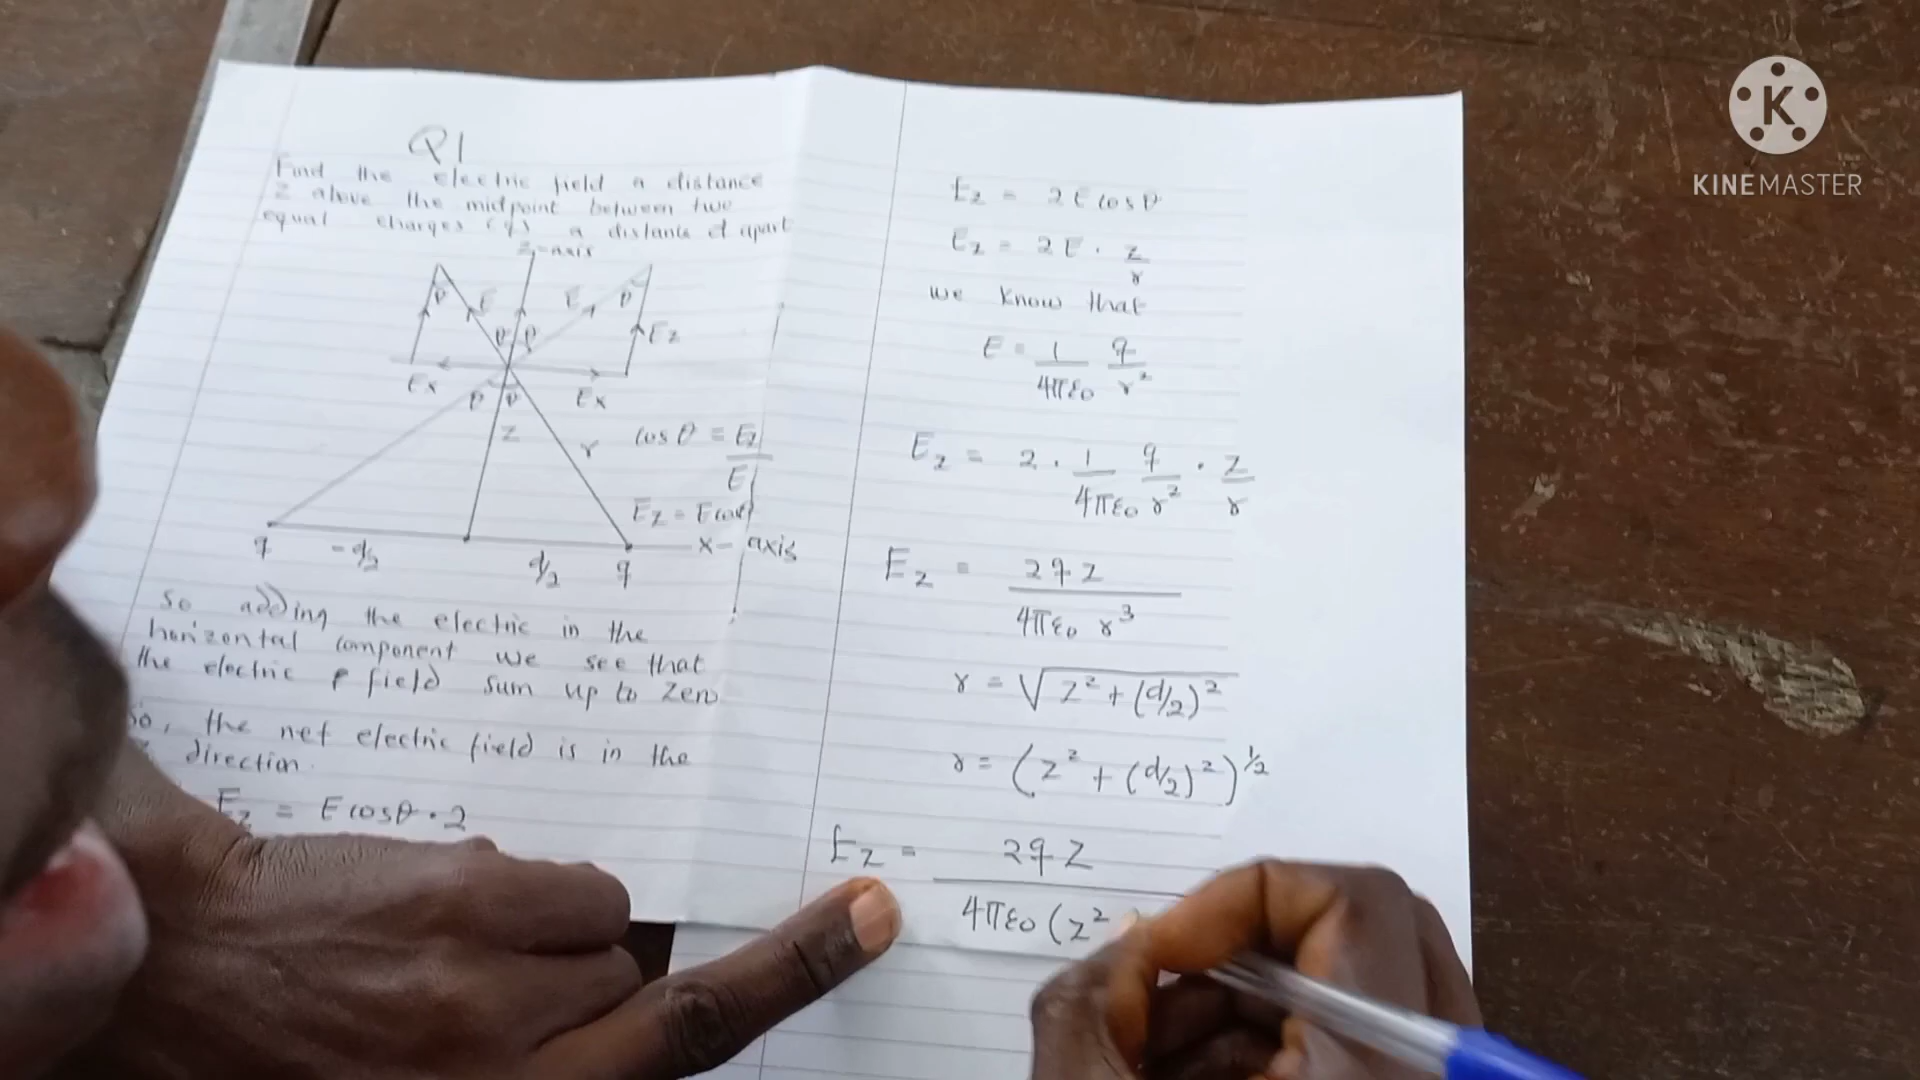 Q1
Find the electric field a distance
z above the midpoint between two
equal charges (q) a distance d apart
z-axis
θ E E θ
θ θ Ez
Ex Ex
θ θ
z
r cos θ = Ez
E
Ez = E cosθ
x-axis
q -d/2 d/2 q
So adding the electric in the
horizontal component we see that
the electric field sum up to zero
So, the net electric field is in the
direction.
Ez = E cosθ · 2
Ez = 2E cosθ
Ez = 2E · z
r
we know that
E = 1 q
4πε0 r²
Ez = 2 · 1 q · z
4πε0 r² r
Ez = 2qz
4πε0 r³
r = √z² + (d/2)²
r = (z² + (d/2)²)^1/2
Ez = 2qz
4πε0 (z²
K
KINEMASTER